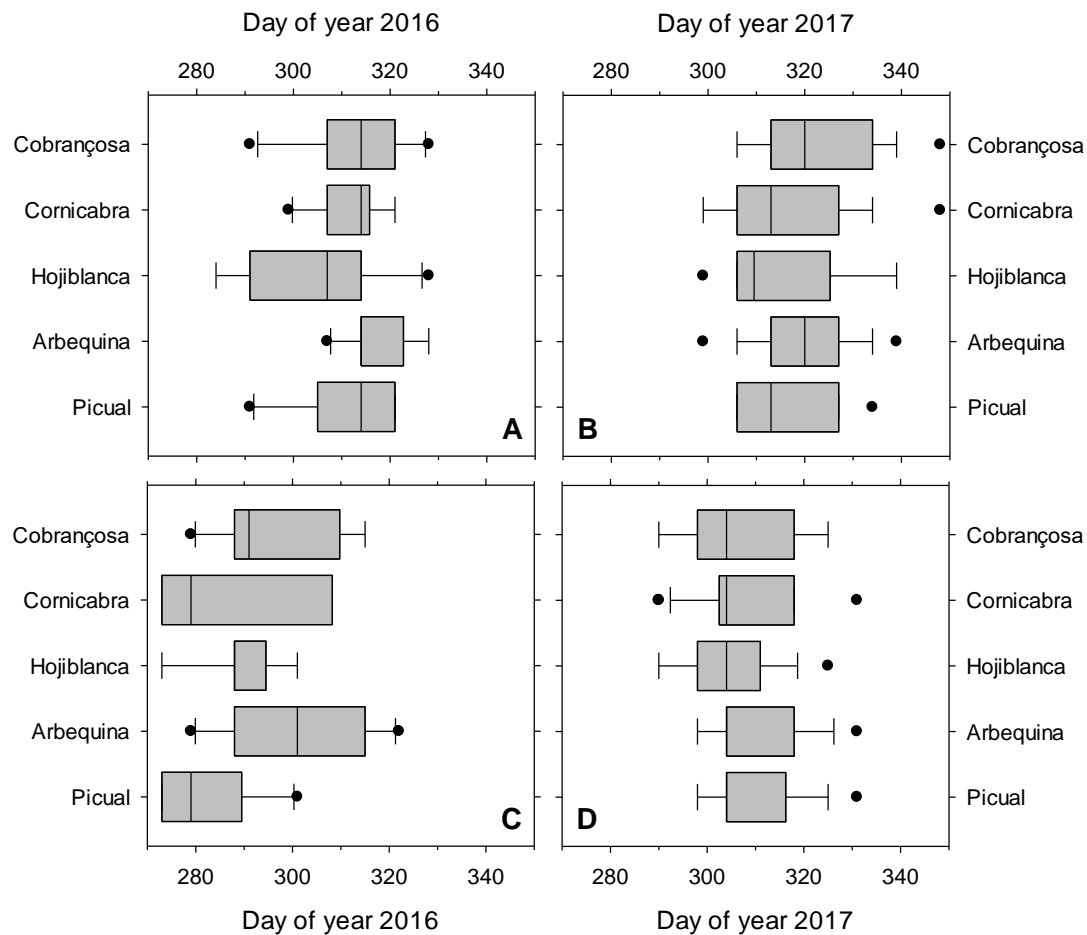 Day of year 2016 Day of year 2017
280 300 320 340 280 300 320 340
Cobrançosa Cobrançosa
Cornicabra Cornicabra
Hojiblanca Hojiblanca
Arbequina Arbequina
Picual Picual
A B
Cobrançosa Cobrançosa
Cornicabra Cornicabra
Hojiblanca Hojiblanca
Arbequina Arbequina
Picual Picual
C D
280 300 320 340 280 300 320 340
Day of year 2016 Day of year 2017